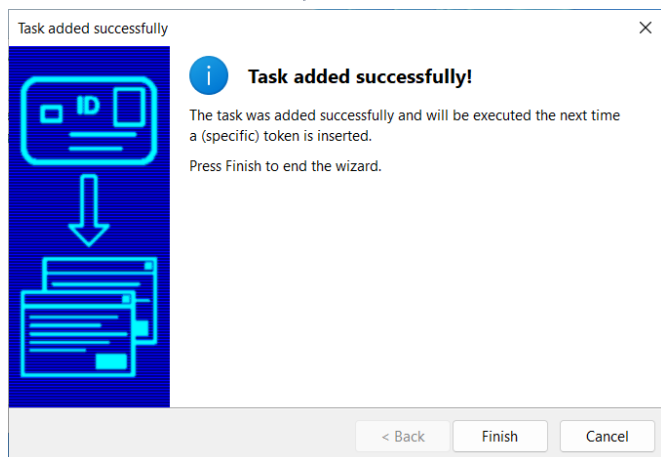 Task added successfully
ID
Task added successfully!
The task was added successfully and will be executed the next time
a (specific) token is inserted.
Press Finish to end the wizard.
< Back
Finish
Cancel